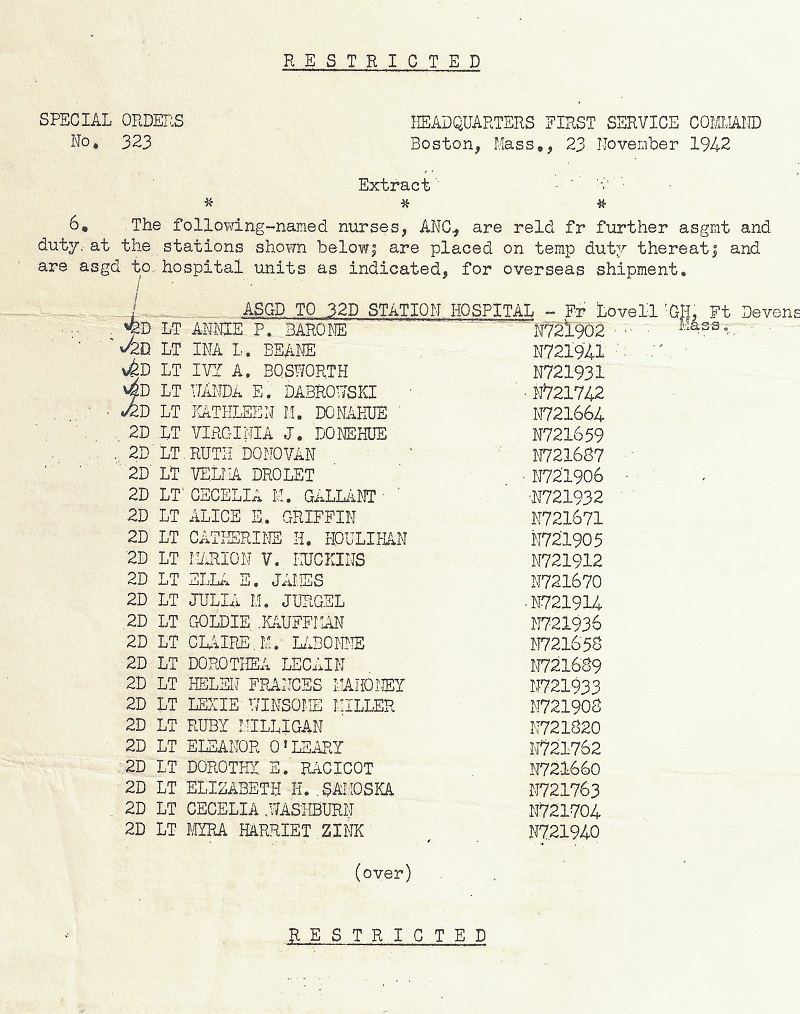 R E S T R I C T E D
SPECIAL ORDERS HEADQUARTERS FIRST SERVICE COMMAND
No. 323 Boston, Mass., 23 November 1942
Extract
* * *
6. The following-named nurses, ANC, are reld fr further asgmt and
duty at the stations shown below; are placed on temp duty thereat; and
are asgd to hospital units as indicated, for overseas shipment.
ASGD TO 32D STATION HOSPITAL - Fr Lovell GH, Ft Devens
Mass.
2D LT ANNIE P. BARONE N721902
2D LT INA L. BEANE N721941
2D LT IVY A. BOSWORTH N721931
2D LT WANDA E. DABROWSKI N721742
2D LT KATHLEEN M. DONAHUE N721664
2D LT VIRGINIA J. DONEHUE N721659
2D LT RUTH DONOVAN N721687
2D LT VELMA DROLET N721906
2D LT CECELIA M. GALLANT N721932
2D LT ALICE E. GRIFFIN N721671
2D LT CATHERINE H. HOULIHAN N721905
2D LT MARION V. HUCKINS N721912
2D LT ELLA E. JAMES N721670
2D LT JULIA M. JURGEL N721914
2D LT GOLDIE KAUFFMAN N721936
2D LT CLAIRE M. LABONNE N721658
2D LT DOROTHEA LECAIN N721689
2D LT HELEN FRANCES MAHONEY N721933
2D LT LEXIE WINSOME MILLER N721908
2D LT RUBY MILLIGAN N721820
2D LT ELEANOR O'LEARY N721762
2D LT DOROTHY E. RACICOT N721660
2D LT ELIZABETH H. SAMOSKA N721763
2D LT CECELIA WASHBURN N721704
2D LT MYRA HARRIET ZINK N721940
(over)
R E S T R I C T E D